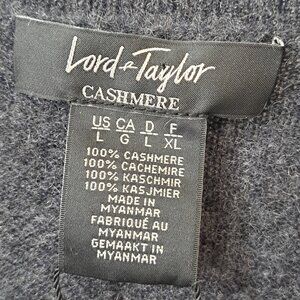 Lord & Taylor
CASHMERE
US CA D F
L G L XL
100% CASHMERE
100% CACHEMIRE
100% KASCHMIR
100% KASJMIER
MADE IN
MYANMAR
FABRIQUÉ AU
MYANMAR
GEMAAKT IN
MYANMAR